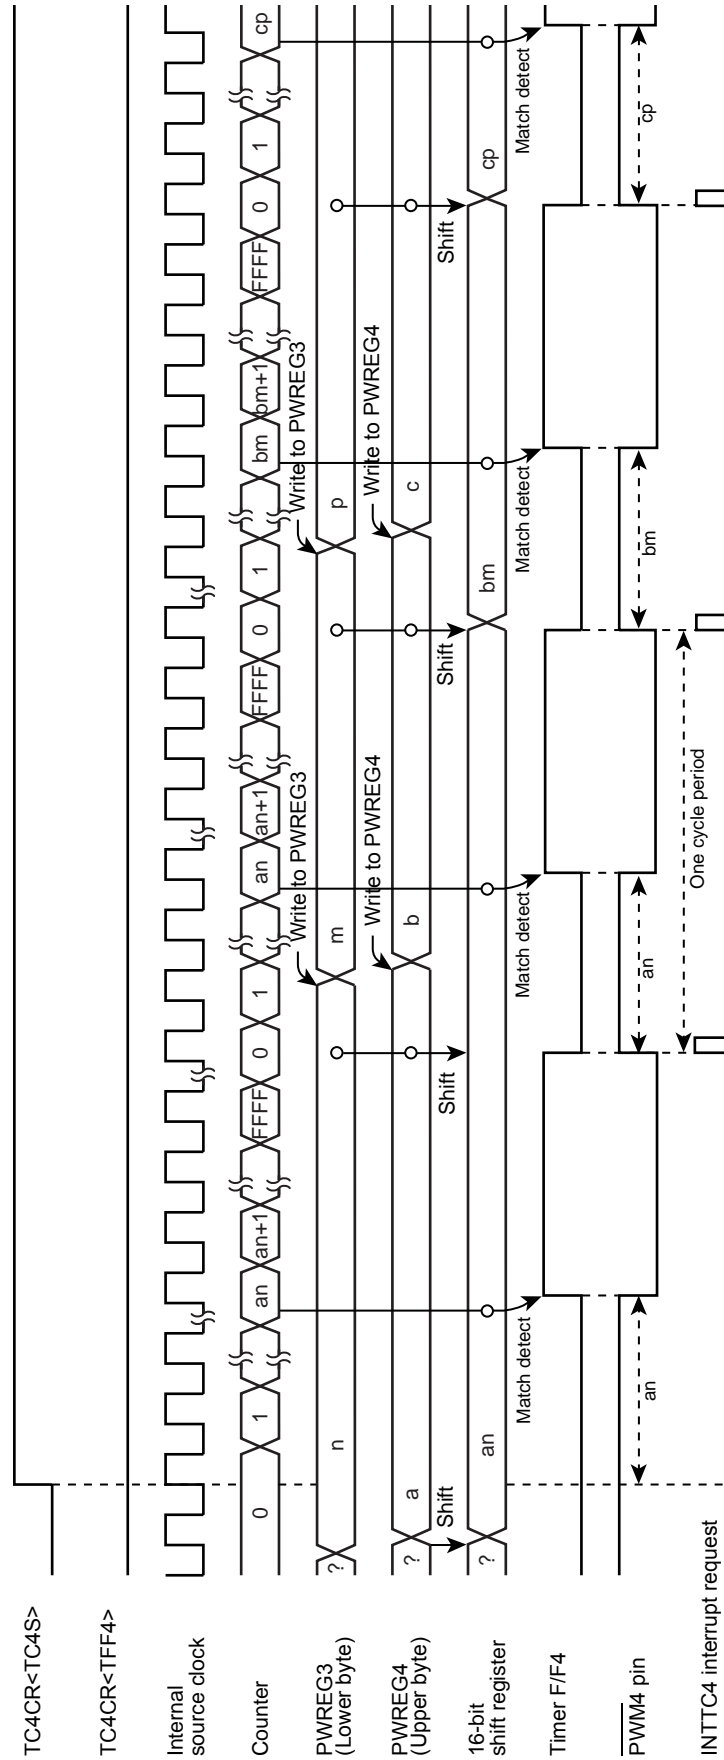 TC4CR<TC4S>
TC4CR<TFF4>
Internal
source clock
Counter
0
1
an
an+1
FFFF
0
1
an
an+1
FFFF
0
1
bm
bm+1
FFFF
0
1
cp
Write to PWREG3
Write to PWREG3
PWREG3
(Lower byte)
?
n
m
p
Write to PWREG4
Write to PWREG4
PWREG4
(Upper byte)
?
a
b
c
Shift
Shift
Shift
Shift
16-bit
shift register
?
an
bm
cp
Match detect
Match detect
Match detect
Match detect
Timer F/F4
PWM4 pin
an
an
bm
cp
One cycle period
INTTC4 interrupt request